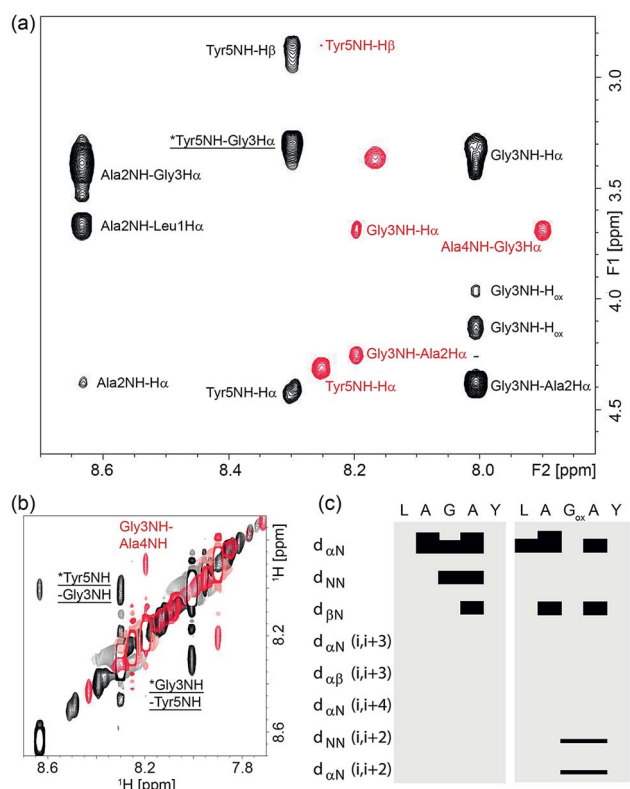 (a)
Tyr5NH-Hβ
Tyr5NH-Hβ
3.0
*Tyr5NH-Gly3Hα
Gly3NH-Hα
Ala2NH-Gly3Hα
3.5
Ala2NH-Leu1Hα
Gly3NH-Hα
Ala4NH-Gly3Hα
F1 [ppm]
Gly3NH-Hox
4.0
Gly3NH-Hox
Gly3NH-Ala2Hα
Ala2NH-Hα
Tyr5NH-Hα
Tyr5NH-Hα
Gly3NH-Ala2Hα
4.5
8.6 8.4 8.2 8.0 F2 [ppm]
(b)
Gly3NH-
Ala4NH
*Tyr5NH
-Gly3NH
*Gly3NH
-Tyr5NH
¹H [ppm]
8.2
8.6
8.6 8.2 7.8
¹H [ppm]
(c)
L A G A Y L A Gox A Y
dαN
dNN
dβN
dαN (i,i+3)
dαβ (i,i+3)
dαN (i,i+4)
dNN (i,i+2)
dαN (i,i+2)